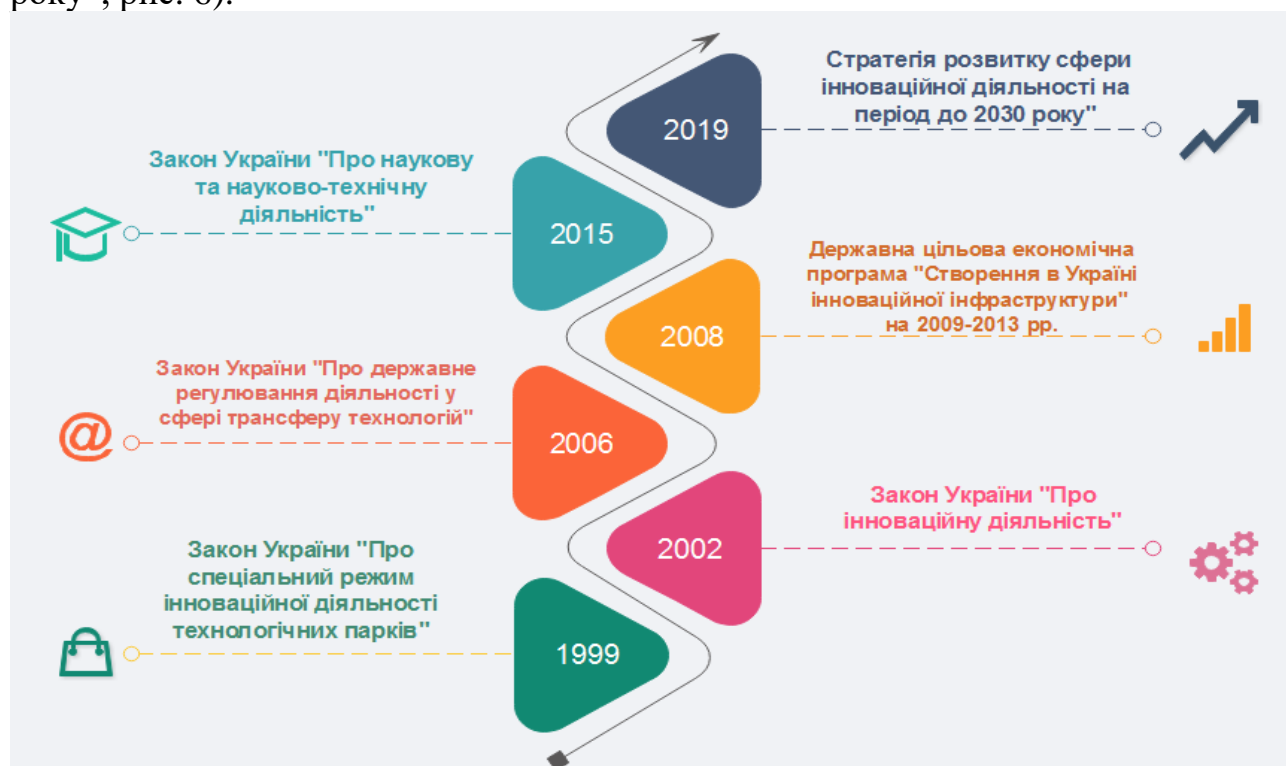 року", рис. 6).
Стратегія розвитку сфери
інноваційної діяльності на
період до 2030 року"
2019
Закон України "Про наукову
та науково-технічну
діяльність"
2015
Державна цільова економічна
програма "Створення в Україні
інноваційної інфраструктури"
на 2009-2013 рр.
2008
Закон України "Про державне
регулювання діяльності у
сфері трансферу технологій"
@
2006
Закон України "Про
інноваційну діяльність"
2002
Закон України "Про
спеціальний режим
інноваційної діяльності
технологічних парків"
1999